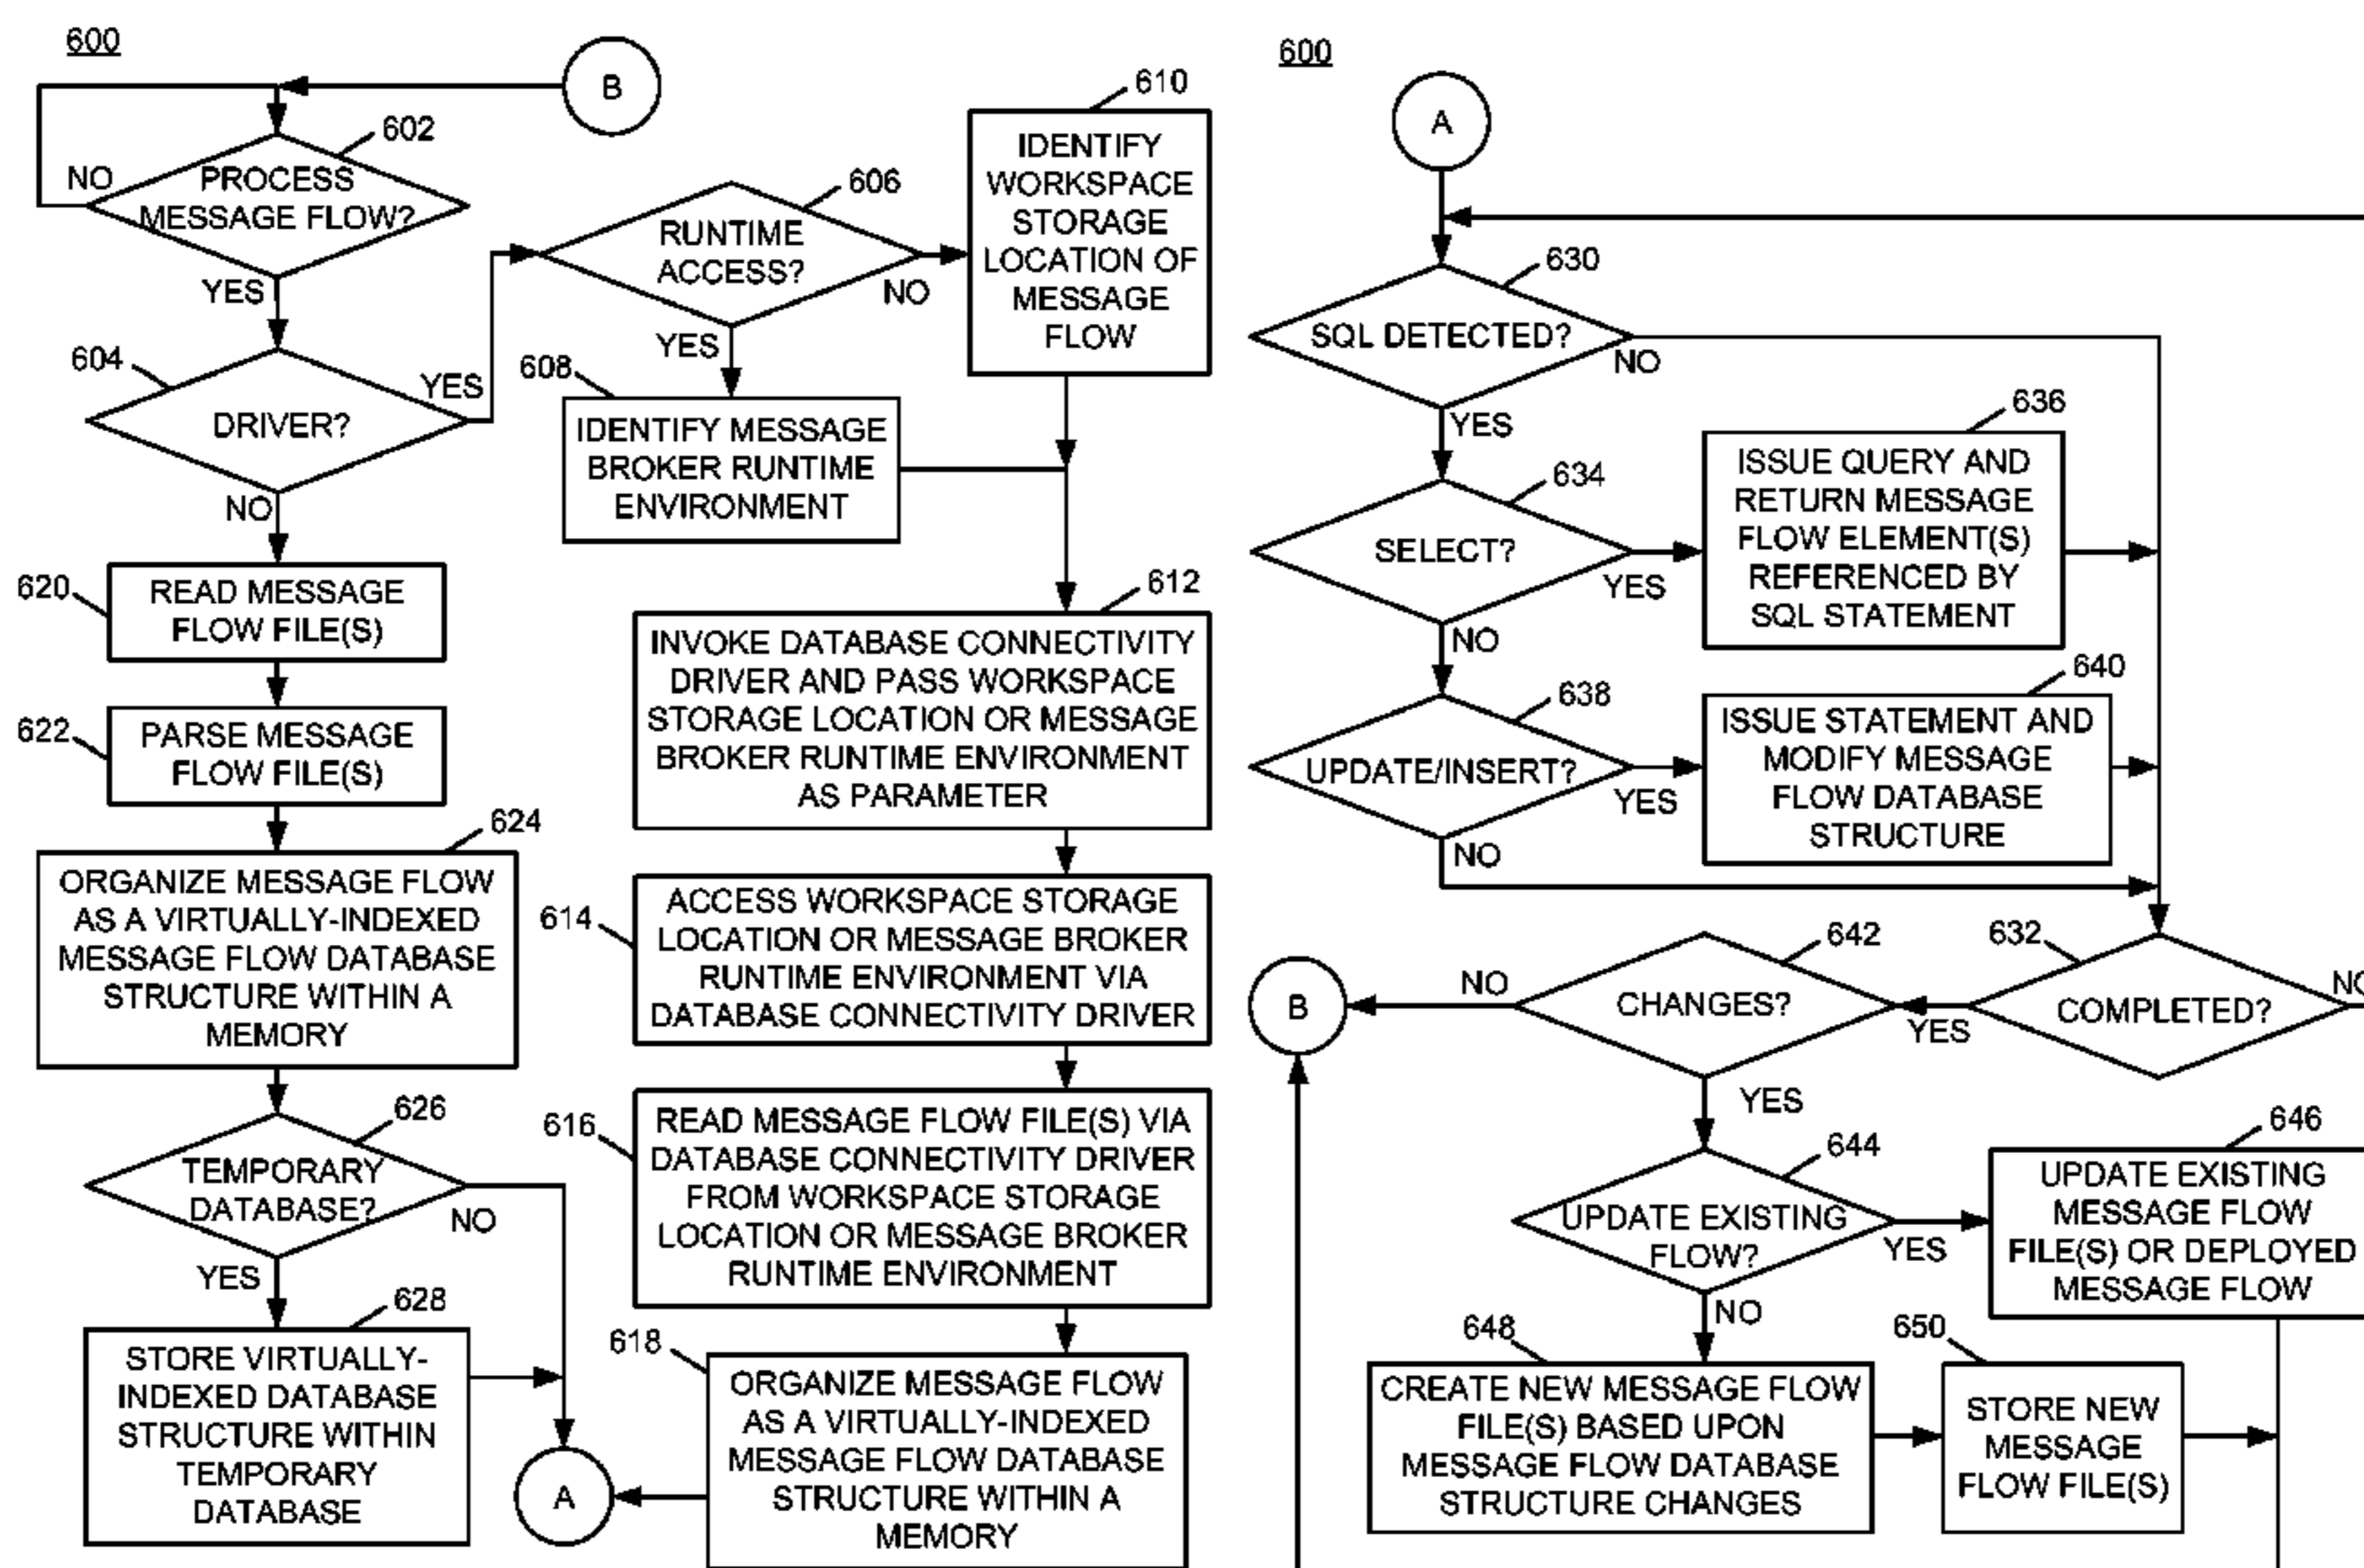 600
B
602
NO
PROCESS
MESSAGE FLOW?
YES
604
DRIVER?
YES
NO
606
RUNTIME
ACCESS?
NO
YES
608
IDENTIFY MESSAGE
BROKER RUNTIME
ENVIRONMENT
610
IDENTIFY
WORKSPACE
STORAGE
LOCATION OF
MESSAGE
FLOW
612
INVOKE DATABASE CONNECTIVITY
DRIVER AND PASS WORKSPACE
STORAGE LOCATION OR MESSAGE
BROKER RUNTIME ENVIRONMENT
AS PARAMETER
614
ACCESS WORKSPACE STORAGE
LOCATION OR MESSAGE BROKER
RUNTIME ENVIRONMENT VIA
DATABASE CONNECTIVITY DRIVER
616
READ MESSAGE FLOW FILE(S) VIA
DATABASE CONNECTIVITY DRIVER
FROM WORKSPACE STORAGE
LOCATION OR MESSAGE BROKER
RUNTIME ENVIRONMENT
618
ORGANIZE MESSAGE FLOW
AS A VIRTUALLY-INDEXED
MESSAGE FLOW DATABASE
STRUCTURE WITHIN A
MEMORY
620
READ MESSAGE
FLOW FILE(S)
622
PARSE MESSAGE
FLOW FILE(S)
624
ORGANIZE MESSAGE FLOW
AS A VIRTUALLY-INDEXED
MESSAGE FLOW DATABASE
STRUCTURE WITHIN A
MEMORY
626
TEMPORARY
DATABASE?
NO
YES
628
STORE VIRTUALLY-
INDEXED DATABASE
STRUCTURE WITHIN
TEMPORARY
DATABASE
A
600
A
630
SQL DETECTED?
NO
YES
634
SELECT?
YES
NO
636
ISSUE QUERY AND
RETURN MESSAGE
FLOW ELEMENT(S)
REFERENCED BY
SQL STATEMENT
638
UPDATE/INSERT?
YES
NO
640
ISSUE STATEMENT AND
MODIFY MESSAGE
FLOW DATABASE
STRUCTURE
632
COMPLETED?
NO
YES
642
CHANGES?
NO
B
YES
644
UPDATE EXISTING
FLOW?
YES
NO
646
UPDATE EXISTING
MESSAGE FLOW
FILE(S) OR DEPLOYED
MESSAGE FLOW
648
CREATE NEW MESSAGE FLOW
FILE(S) BASED UPON
MESSAGE FLOW DATABASE
STRUCTURE CHANGES
650
STORE NEW
MESSAGE
FLOW FILE(S)